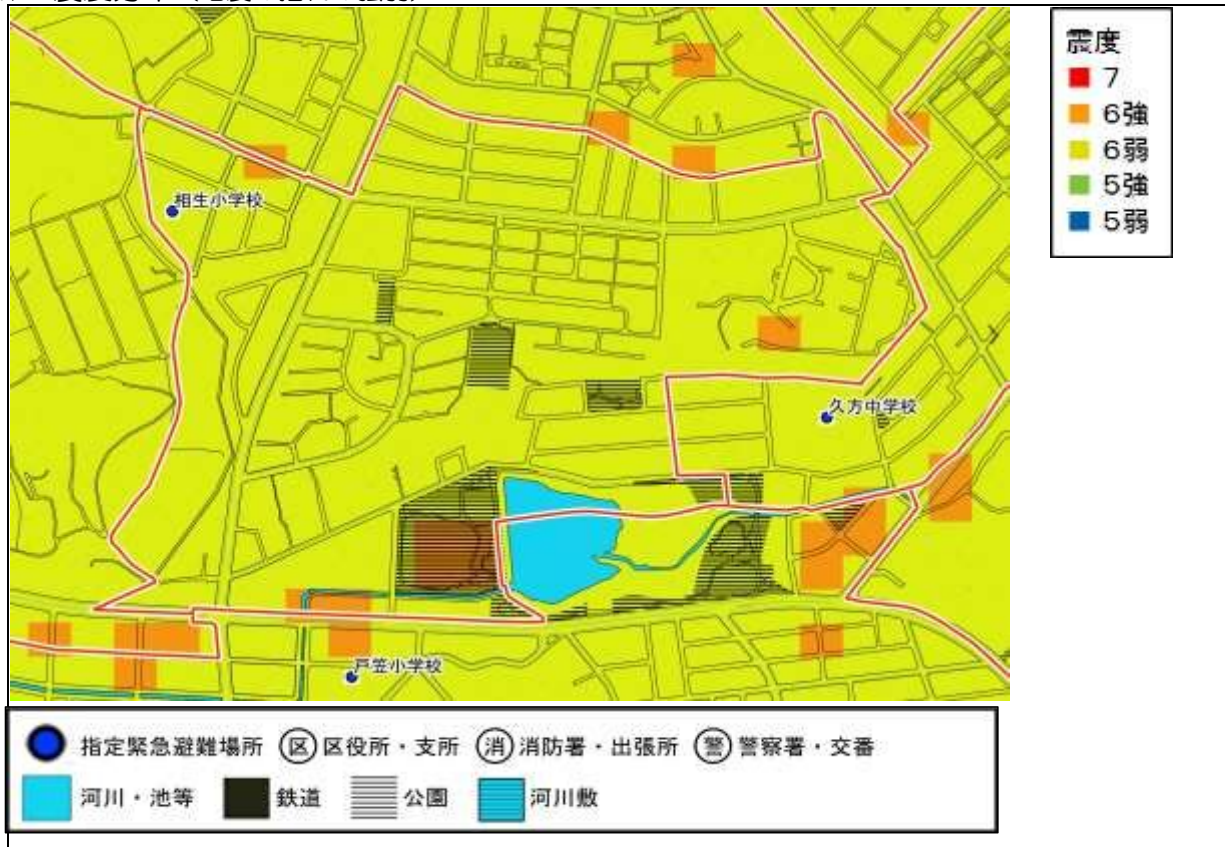 震度
7
6強
6弱
5強
5弱
相生小学校
久方中学校
戸笠小学校
指定緊急避難場所 区 区役所・支所 消 消防署・出張所 警 警察署・交番
河川・池等 鉄道 公園 河川敷